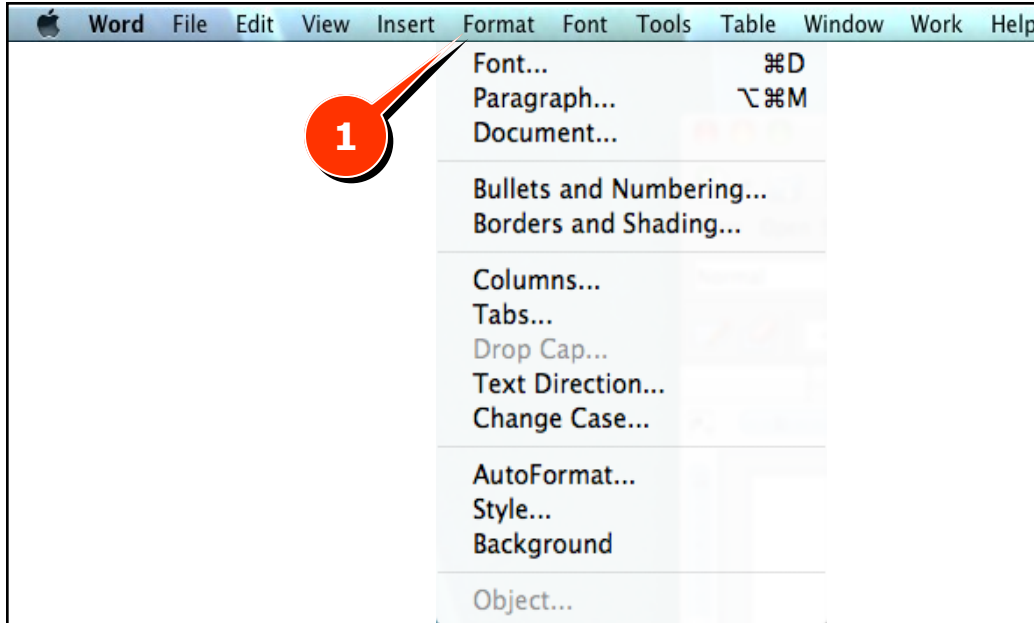 Word File Edit View Insert Format Font Tools Table Window Work Help
Font... ⌘D
Paragraph... ⌥⌘M
Document...
1
Bullets and Numbering...
Borders and Shading...
Columns...
Tabs...
Drop Cap...
Text Direction...
Change Case...
AutoFormat...
Style...
Background
Object...